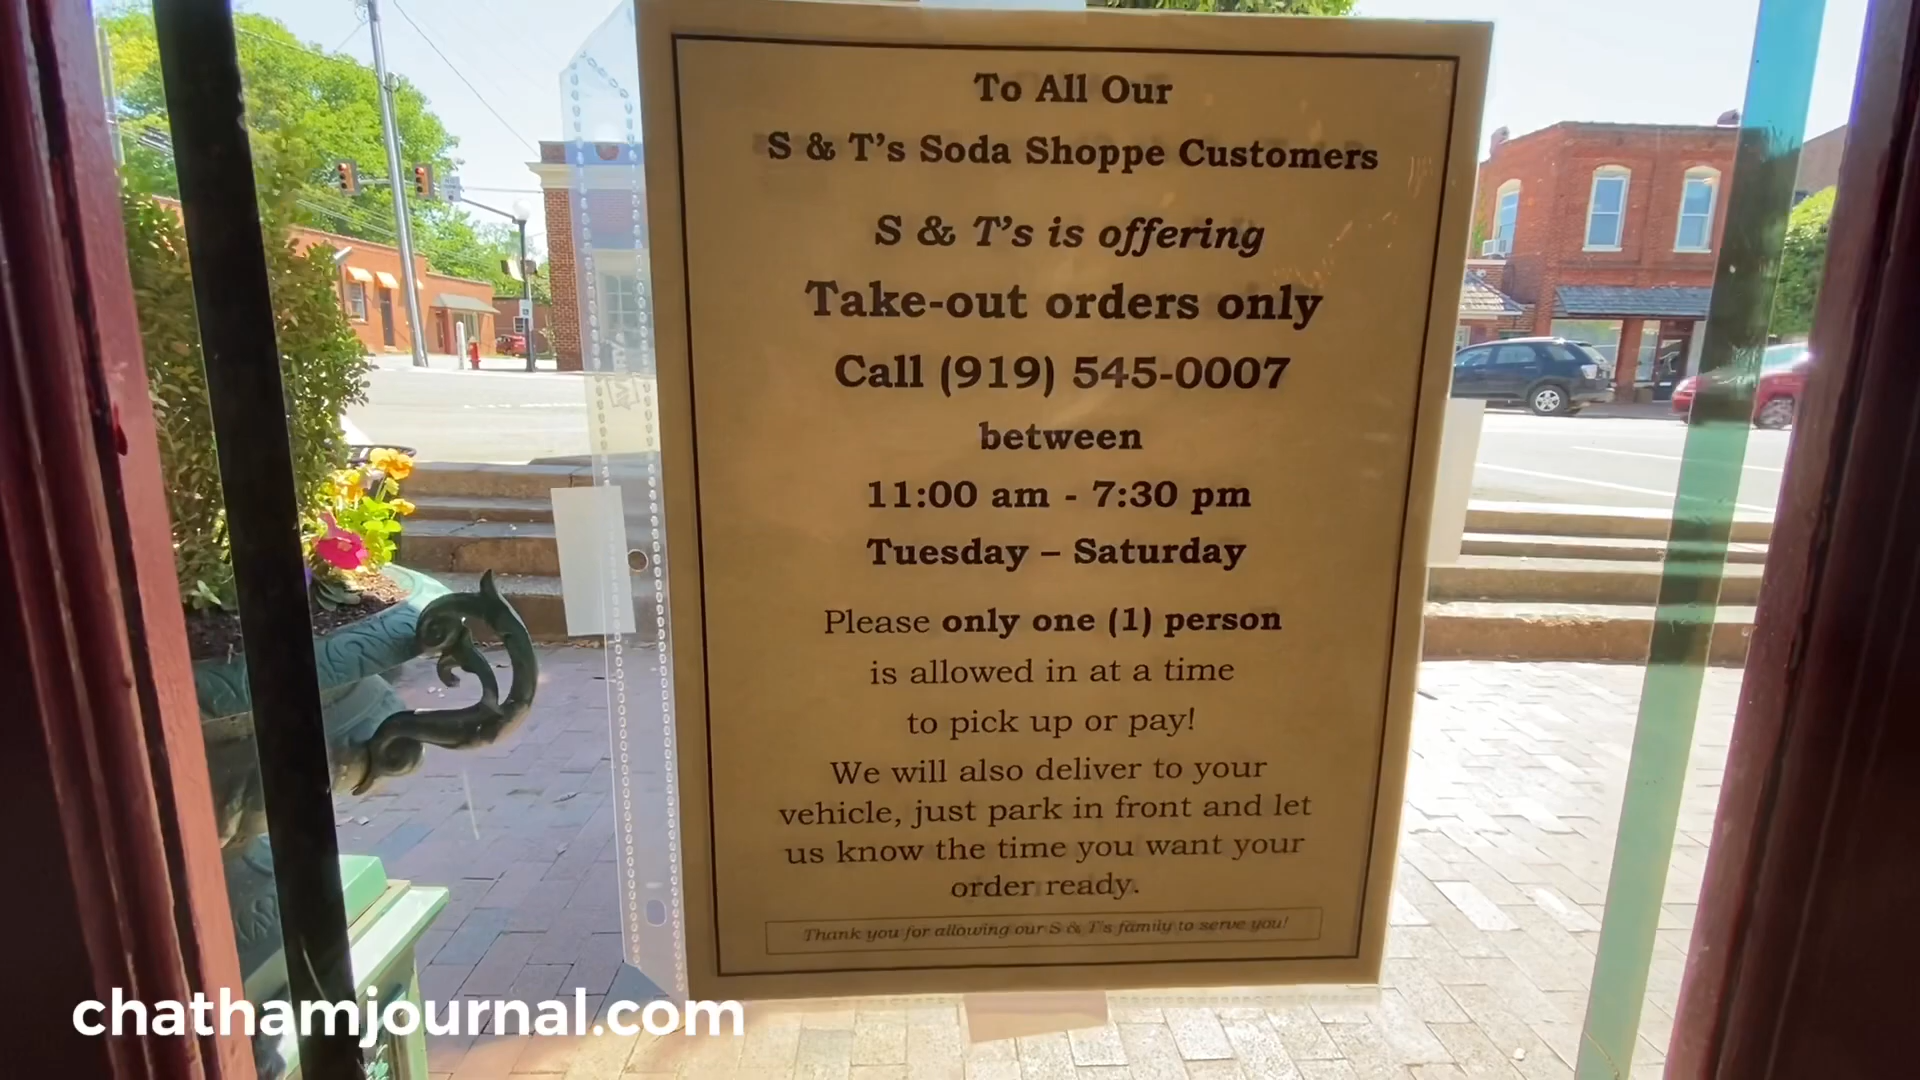 To All Our
S & T's Soda Shoppe Customers
S & T's is offering
Take-out orders only
Call (919) 545-0007
between
11:00 am - 7:30 pm
Tuesday – Saturday
Please only one (1) person
is allowed in at a time
to pick up or pay!
We will also deliver to your
vehicle, just park in front and let
us know the time you want your
order ready.
Thank you for allowing our S & T's family to serve you!
chathamjournal.com